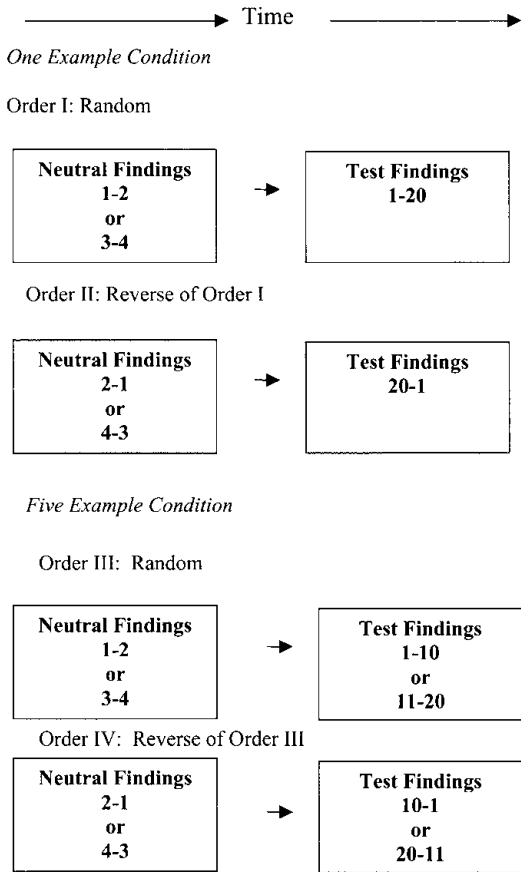 Time
One Example Condition
Order I: Random
Neutral Findings
1-2
or
3-4
Test Findings
1-20
Order II: Reverse of Order I
Neutral Findings
2-1
or
4-3
Test Findings
20-1
Five Example Condition
Order III: Random
Neutral Findings
1-2
or
3-4
Test Findings
1-10
or
11-20
Order IV: Reverse of Order III
Neutral Findings
2-1
or
4-3
Test Findings
10-1
or
20-11